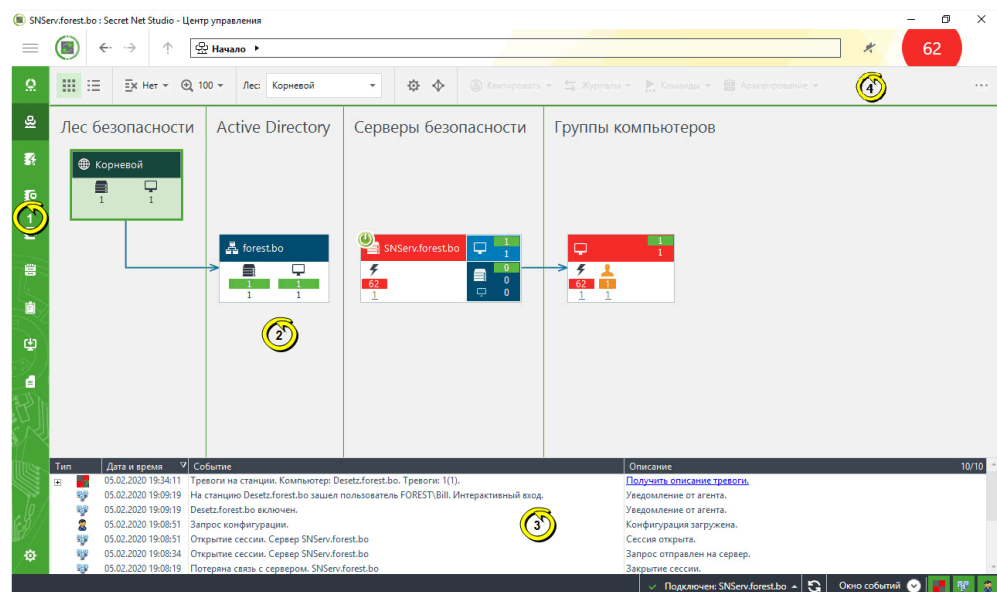 SNServ.forest.bo : Secret Net Studio - Центр управления
Начало
62
Нет
100
Лес: Корневой
Квитировать
Журналы
Команды
Архивирование
4
Лес безопасности
Active Directory
Серверы безопасности
Группы компьютеров
Корневой
1 1
1
forest.bo
1 1
1 1
SNServ.forest.bo
1
1
62
1
0
0
0
1
1
62 1
1 1
2
Тип Дата и время Событие Описание 10/10
05.02.2020 19:34:11 Тревоги на станции. Компьютер: Desetz.forest.bo. Тревоги: 1(1). Получить описание тревоги.
05.02.2020 19:09:19 На станцию Desetz.forest.bo зашел пользователь FOREST\Bill. Интерактивный вход. Уведомление от агента.
05.02.2020 19:09:19 Desetz.forest.bo включен. Уведомление от агента.
05.02.2020 19:08:51 Запрос конфигурации. Конфигурация загружена.
3
05.02.2020 19:08:51 Открытие сессии. Сервер SNServ.forest.bo Сессия открыта.
05.02.2020 19:08:34 Открытие сессии. Сервер SNServ.forest.bo Запрос отправлен на сервер.
05.02.2020 19:08:19 Потеряна связь с сервером. SNServ.forest.bo Закрытие сессии.
Подключен: SNServ.forest.bo
Окно событий